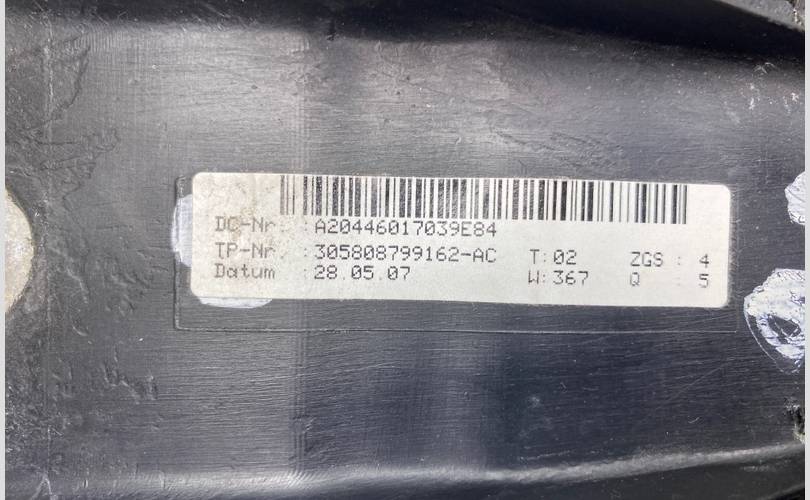 DC-Nr. : A20446017039E84
TP-Nr. : 305808799162-AC T: 02 ZGS : 4
Datum : 28.05.07 W: 367 Q : 5